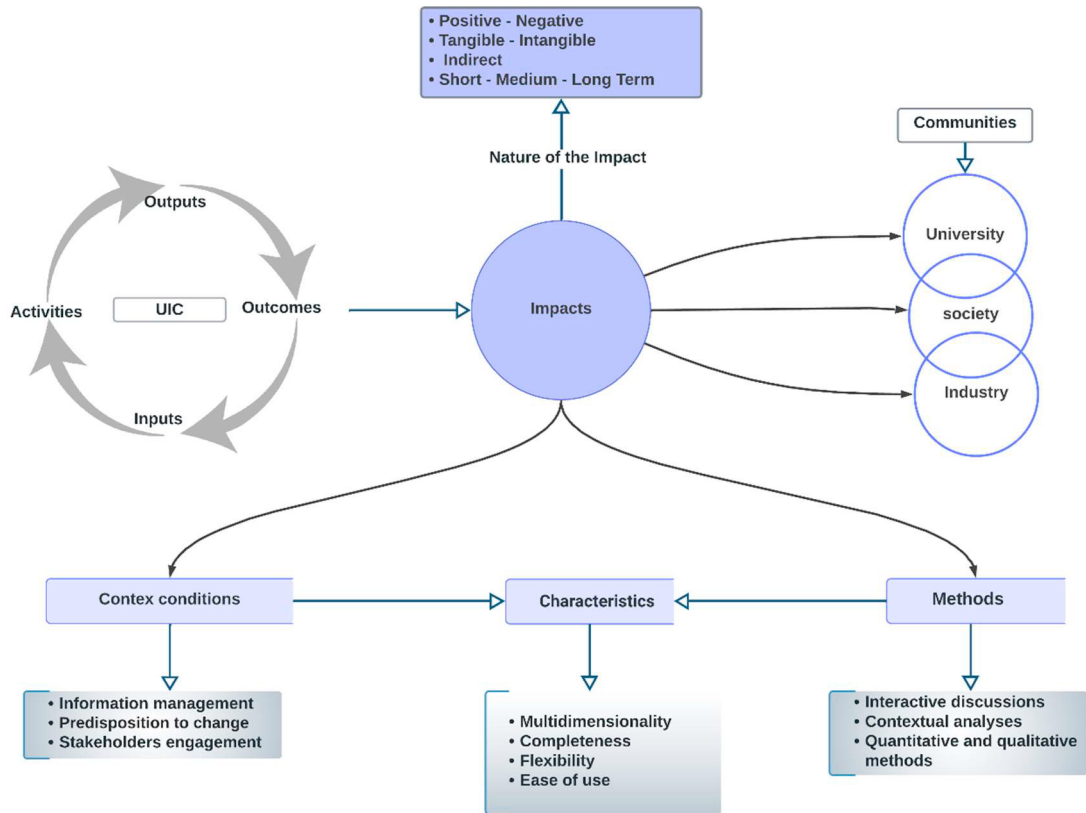 • Positive - Negative
• Tangible - Intangible
• Indirect
• Short - Medium - Long Term
Nature of the Impact
Communities
Outputs
Activities
UIC
Outcomes
Inputs
Impacts
University
society
Industry
Contex conditions
Characteristics
Methods
• Information management
• Predisposition to change
• Stakeholders engagement
• Multidimensionality
• Completeness
• Flexibility
• Ease of use
• Interactive discussions
• Contextual analyses
• Quantitative and qualitative
methods